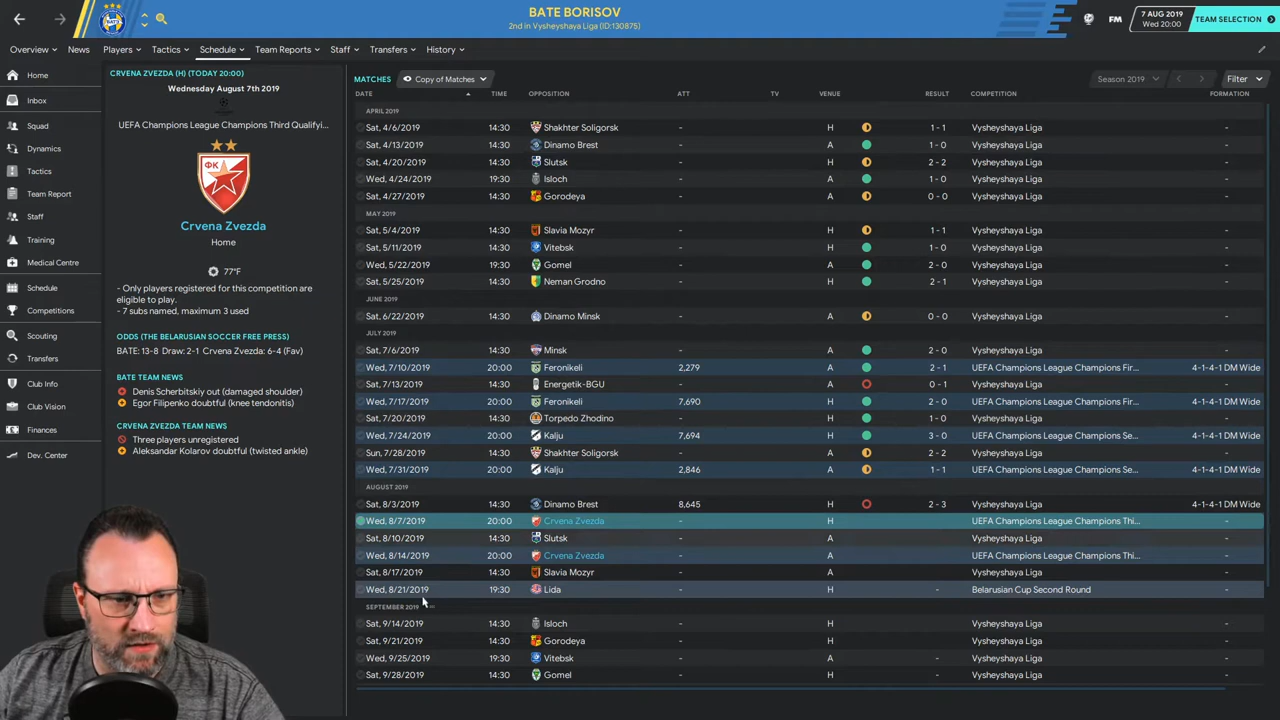 BATE BORISOV
2nd in Vysheyshaya Liga (ID:130875)
FM
7 AUG 2019
Wed 20:00
TEAM SELECTION
Overview
News
Players
Tactics
Schedule
Team Reports
Staff
Transfers
History
Home
Inbox
Squad
Dynamics
Tactics
Team Report
Staff
Training
Medical Centre
Schedule
Competitions
Scouting
Transfers
Club Info
Club Vision
Finances
Dev. Center
CRVENA ZVEZDA (H) (TODAY 20:00)
Wednesday August 7th 2019
UEFA Champions League Champions Third Qualifyi...
Crvena Zvezda
Home
77°F
- Only players registered for this competition are
eligible to play.
- 7 subs named, maximum 3 used
ODDS (THE BELARUSIAN SOCCER FREE PRESS)
BATE: 13-8 Draw: 2-1 Crvena Zvezda: 6-4 (Fav)
BATE TEAM NEWS
Denis Scherbitskiy out (damaged shoulder)
Egor Filipenko doubtful (knee tendonitis)
CRVENA ZVEZDA TEAM NEWS
Three players unregistered
Aleksandar Kolarov doubtful (twisted ankle)
MATCHES
Copy of Matches
Season 2019
Filter
DATE TIME OPPOSITION ATT TV VENUE RESULT COMPETITION FORMATION
APRIL 2019
Sat, 4/6/2019 14:30 Shakhter Soligorsk - H 1 - 1 Vysheyshaya Liga -
Sat, 4/13/2019 14:30 Dinamo Brest - A 1 - 0 Vysheyshaya Liga -
Sat, 4/20/2019 14:30 Slutsk - H 2 - 2 Vysheyshaya Liga -
Wed, 4/24/2019 19:30 Isloch - A 1 - 0 Vysheyshaya Liga -
Sat, 4/27/2019 14:30 Gorodeya - A 0 - 0 Vysheyshaya Liga -
MAY 2019
Sat, 5/4/2019 14:30 Slavia Mozyr - H 1 - 1 Vysheyshaya Liga -
Sat, 5/11/2019 14:30 Vitebsk - H 1 - 0 Vysheyshaya Liga -
Wed, 5/22/2019 19:30 Gomel - A 2 - 0 Vysheyshaya Liga -
Sat, 5/25/2019 14:30 Neman Grodno - H 2 - 1 Vysheyshaya Liga -
JUNE 2019
Sat, 6/22/2019 14:30 Dinamo Minsk - A 0 - 0 Vysheyshaya Liga -
JULY 2019
Sat, 7/6/2019 14:30 Minsk - A 2 - 0 Vysheyshaya Liga -
Wed, 7/10/2019 20:00 Feronikeli 2,279 A 2 - 1 UEFA Champions League Champions Fir... 4-1-4-1 DM Wide
Sat, 7/13/2019 14:30 Energetik-BGU - A 0 - 1 Vysheyshaya Liga -
Wed, 7/17/2019 20:00 Feronikeli 7,690 H 2 - 0 UEFA Champions League Champions Fir... 4-1-4-1 DM Wide
Sat, 7/20/2019 14:30 Torpedo Zhodino - A 1 - 0 Vysheyshaya Liga -
Wed, 7/24/2019 20:00 Kalju 7,694 H 3 - 0 UEFA Champions League Champions Se... 4-1-4-1 DM Wide
Sun, 7/28/2019 14:30 Shakhter Soligorsk - A 2 - 2 Vysheyshaya Liga -
Wed, 7/31/2019 20:00 Kalju 2,846 A 1 - 1 UEFA Champions League Champions Se... 4-1-4-1 DM Wide
AUGUST 2019
Sat, 8/3/2019 14:30 Dinamo Brest 8,645 H 2 - 3 Vysheyshaya Liga 4-1-4-1 DM Wide
Wed, 8/7/2019 20:00 Crvena Zvezda - H UEFA Champions League Champions Thi... -
Sat, 8/10/2019 14:30 Slutsk - A Vysheyshaya Liga -
Wed, 8/14/2019 20:00 Crvena Zvezda - A UEFA Champions League Champions Thi... -
Sat, 8/17/2019 14:30 Slavia Mozyr - A Vysheyshaya Liga -
Wed, 8/21/2019 19:30 Lida - H - Belarusian Cup Second Round -
SEPTEMBER 2019
Sat, 9/14/2019 14:30 Isloch - H Vysheyshaya Liga -
Sat, 9/21/2019 14:30 Gorodeya - H Vysheyshaya Liga -
Wed, 9/25/2019 19:30 Vitebsk - A - Vysheyshaya Liga -
Sat, 9/28/2019 14:30 Gomel - H - Vysheyshaya Liga -